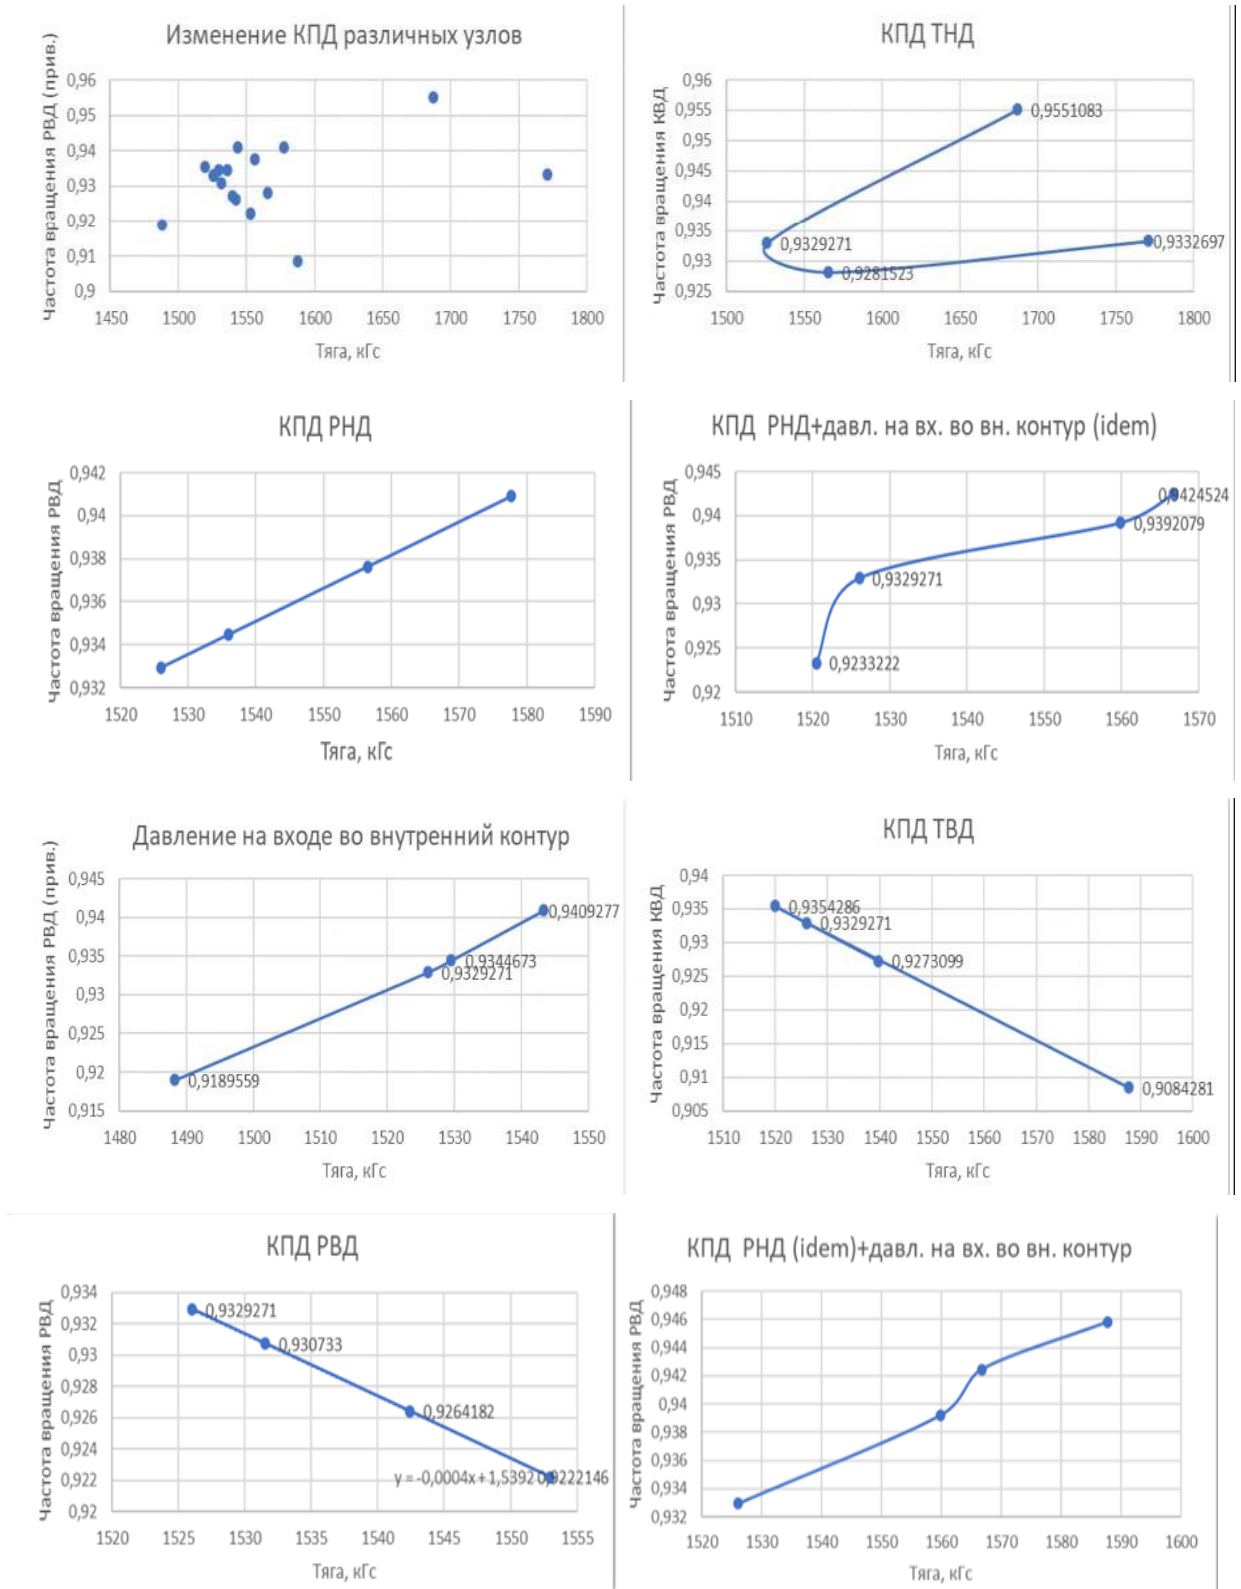 Изменение КПД различных узлов
Частота вращения РВД (прив.)
0,96
0,95
0,94
0,93
0,92
0,91
0,9
1450 1500 1550 1600 1650 1700 1750 1800
Тяга, кГс
КПД ТНД
Частота вращения КВД
0,96
0,955
0,95
0,945
0,94
0,935
0,93
0,925
0,9551083
0,9329271
0,9332697
0,9281523
1500 1550 1600 1650 1700 1750 1800
Тяга, кГс
КПД РНД
Частота вращения РВД
0,942
0,94
0,938
0,936
0,934
0,932
1520 1530 1540 1550 1560 1570 1580 1590
Тяга, кГс
КПД РНД+давл. на вх. во вн. контур (idem)
Частота вращения РВД
0,945
0,94
0,935
0,93
0,925
0,92
0,9424524
0,9392079
0,9329271
0,9233222
1510 1520 1530 1540 1550 1560 1570
Тяга, кГс
Давление на входе во внутренний контур
Частота вращения РВД (прив.)
0,945
0,94
0,935
0,93
0,925
0,92
0,915
0,9409277
0,9344673
0,9329271
0,9189559
1480 1490 1500 1510 1520 1530 1540 1550
Тяга, кГс
КПД ТВД
Частота вращения КВД
0,94
0,935
0,93
0,925
0,92
0,915
0,91
0,905
0,9354286
0,9329271
0,9273099
0,9084281
1510 1520 1530 1540 1550 1560 1570 1580 1590 1600
Тяга, кГс
КПД РВД
Частота вращения РВД
0,934
0,932
0,93
0,928
0,926
0,924
0,922
0,92
0,9329271
0,930733
0,9264182
y = -0,0004x + 1,5392
0,9222146
1520 1525 1530 1535 1540 1545 1550 1555
Тяга, кГс
КПД РНД (idem)+давл. на вх. во вн. контур
Частота вращения РВД
0,948
0,946
0,944
0,942
0,94
0,938
0,936
0,934
0,932
1520 1530 1540 1550 1560 1570 1580 1590 1600
Тяга, кГс